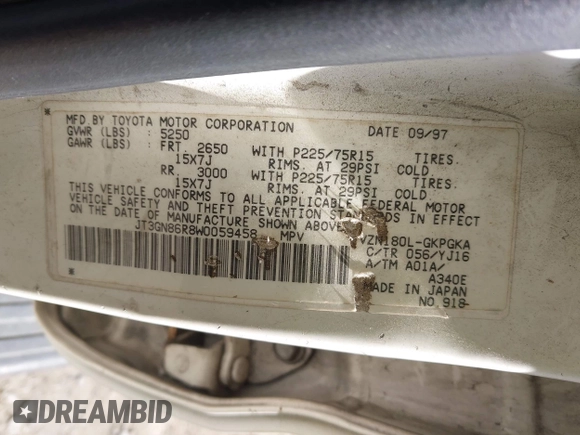 MFD.BY TOYOTA MOTOR CORPORATION DATE 09/97
GVWR (LBS) : 5250
GAWR (LBS) : FRT. 2650 WITH P225/75R15 TIRES.
15X7J RIMS. AT 29PSI COLD
RR. 3000 WITH P225/75R15 TIRES.
15X7J RIMS. AT 29PSI COLD
THIS VEHICLE CONFORMS TO ALL APPLICABLE FEDERAL MOTOR
VEHICLE SAFETY AND THEFT PREVENTION STANDARDS IN EFFECT
ON THE DATE OF MANUFACTURE SHOWN ABOVE.
JT3GN86R8W0059458 MPV VZN180L-GKPGKA
C/TR 056/YJ16
A/TM A01A/
A340E
MADE IN JAPAN
NO.918
DREAMBID